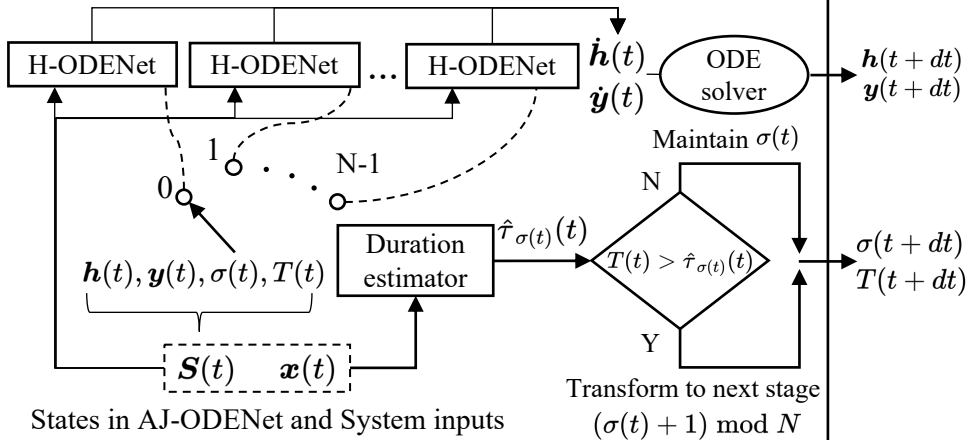 H-ODENet
H-ODENet
...
H-ODENet
ḣ(t)
ẏ(t)
ODE
solver
h(t + dt)
y(t + dt)
0
1
N-1
Maintain σ(t)
N
h(t), y(t), σ(t), T(t)
Duration
estimator
τ̂_{σ(t)}(t)
T(t) > τ̂_{σ(t)}(t)
σ(t + dt)
T(t + dt)
Y
S(t)
x(t)
States in AJ-ODENet and System inputs
Transform to next stage
(σ(t) + 1) mod N